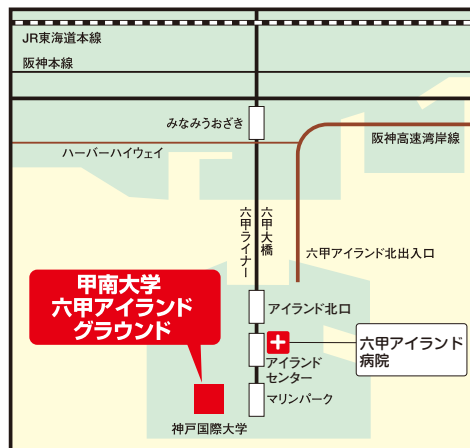 JR東海道本線
阪神本線
みなみうおざき
阪神高速湾岸線
ハーバーハイウェイ
六甲ライナー
六甲大橋
六甲アイランド北出入口
甲南大学
六甲アイランド
グラウンド
アイランド北口
六甲アイランド
病院
アイランド
センター
マリンパーク
神戸国際大学